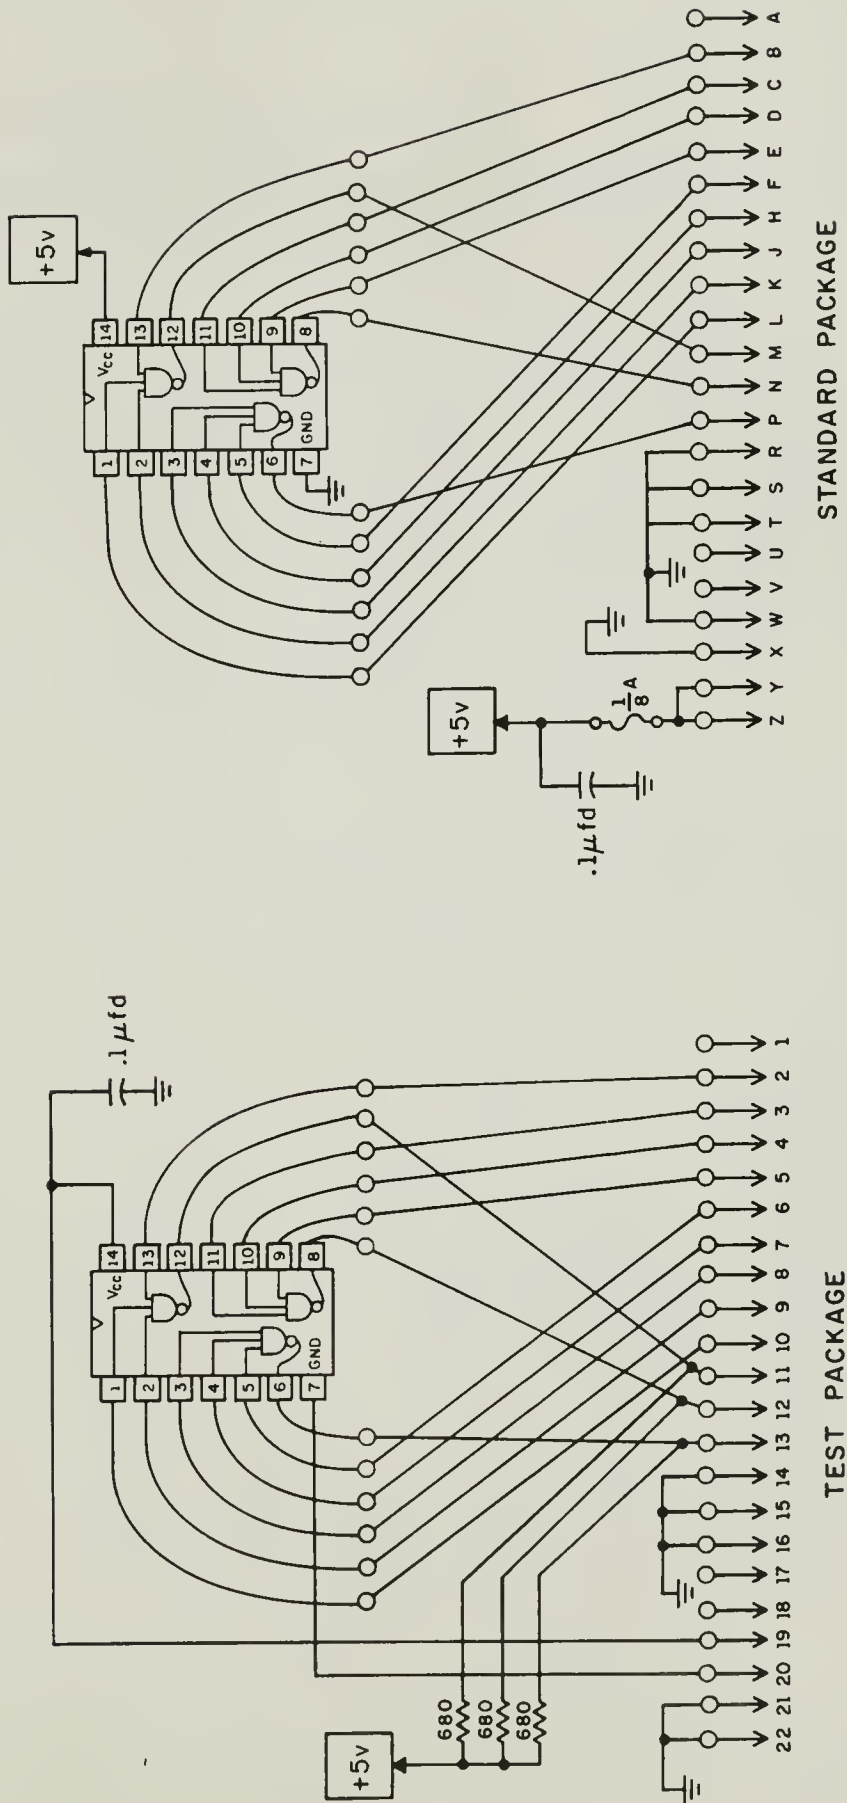 +5v
14
13
12
11
10
9
8
Vcc
GND
1
2
3
4
5
6
7
A
B
C
D
E
F
H
J
K
L
M
N
P
R
S
T
U
V
W
X
Y
Z
+5v
1/8 A
.1μfd
STANDARD PACKAGE
.1μfd
14
13
12
11
10
9
8
Vcc
GND
1
2
3
4
5
6
7
680
680
680
+5v
1
2
3
4
5
6
7
8
9
10
11
12
13
14
15
16
17
18
19
20
21
22
TEST PACKAGE